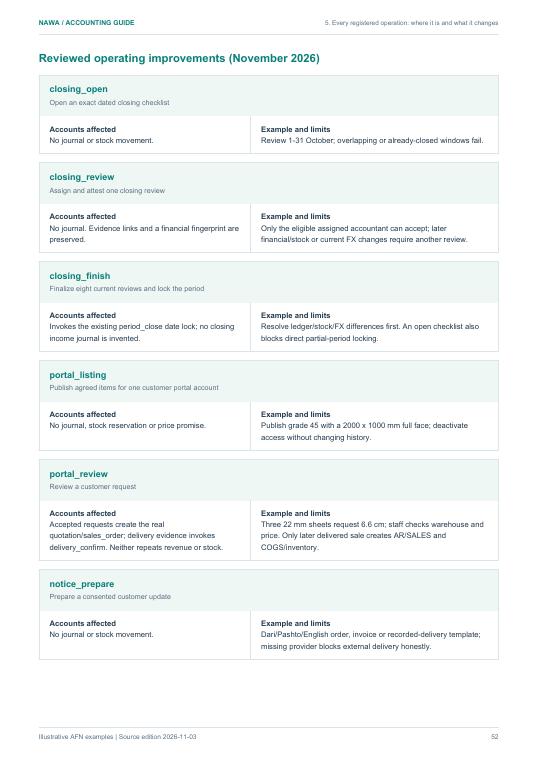 NAWA / ACCOUNTING GUIDE
5. Every registered operation: where it is and what it changes
Reviewed operating improvements (November 2026)
closing_open
Open an exact dated closing checklist
Accounts affected
No journal or stock movement.
Example and limits
Review 1-31 October; overlapping or already-closed windows fail.
closing_review
Assign and attest one closing review
Accounts affected
No journal. Evidence links and a financial fingerprint are
preserved.
Example and limits
Only the eligible assigned accountant can accept; later
financial/stock or current FX changes require another review.
closing_finish
Finalize eight current reviews and lock the period
Accounts affected
Invokes the existing period_close date lock; no closing
income journal is invented.
Example and limits
Resolve ledger/stock/FX differences first. An open checklist also
blocks direct partial-period locking.
portal_listing
Publish agreed items for one customer portal account
Accounts affected
No journal, stock reservation or price promise.
Example and limits
Publish grade 45 with a 2000 x 1000 mm full face; deactivate
access without changing history.
portal_review
Review a customer request
Accounts affected
Accepted requests create the real
quotation/sales_order; delivery evidence invokes
delivery_confirm. Neither repeats revenue or stock.
Example and limits
Three 22 mm sheets request 6.6 cm; staff checks warehouse and
price. Only later delivered sale creates AR/SALES and
COGS/inventory.
notice_prepare
Prepare a consented customer update
Accounts affected
No journal or stock movement.
Example and limits
Dari/Pashto/English order, invoice or recorded-delivery template;
missing provider blocks external delivery honestly.
Illustrative AFN examples | Source edition 2026-11-03
52